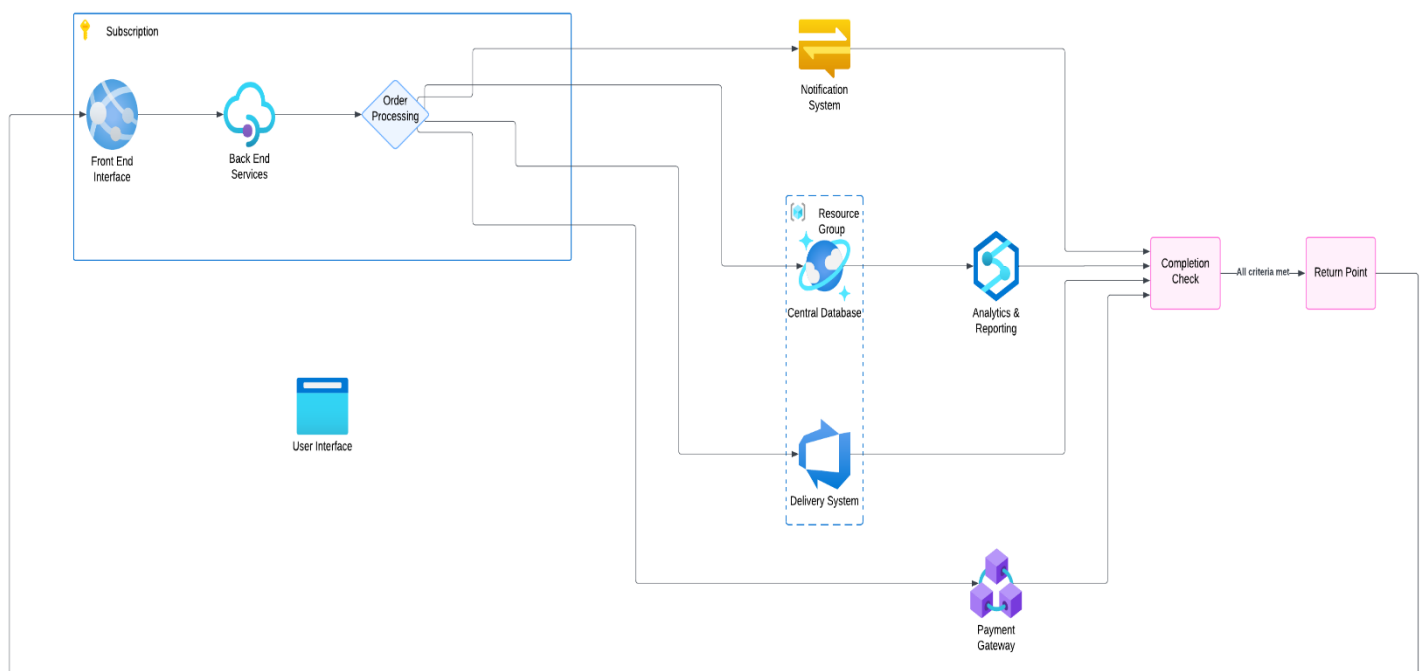 Subscription
Front End
Interface
Back End
Services
Order
Processing
Notification
System
Resource
Group
Central Database
Analytics &
Reporting
Completion
Check
All criteria met
Return Point
User Interface
Delivery System
Payment
Gateway